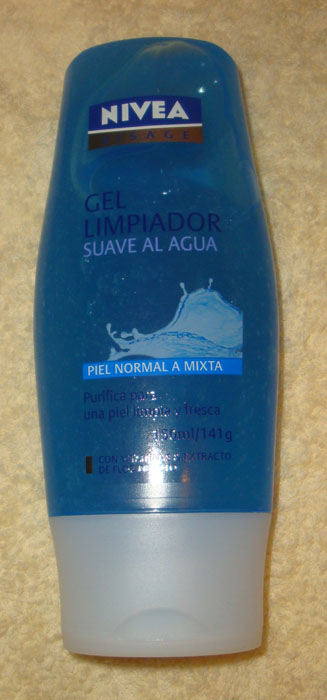 NIVEA
VISAGE
GEL
LIMPIADOR
SUAVE AL AGUA
PIEL NORMAL A MIXTA
Purifica para
una piel limpia y fresca
150ml/141g
CON
DE